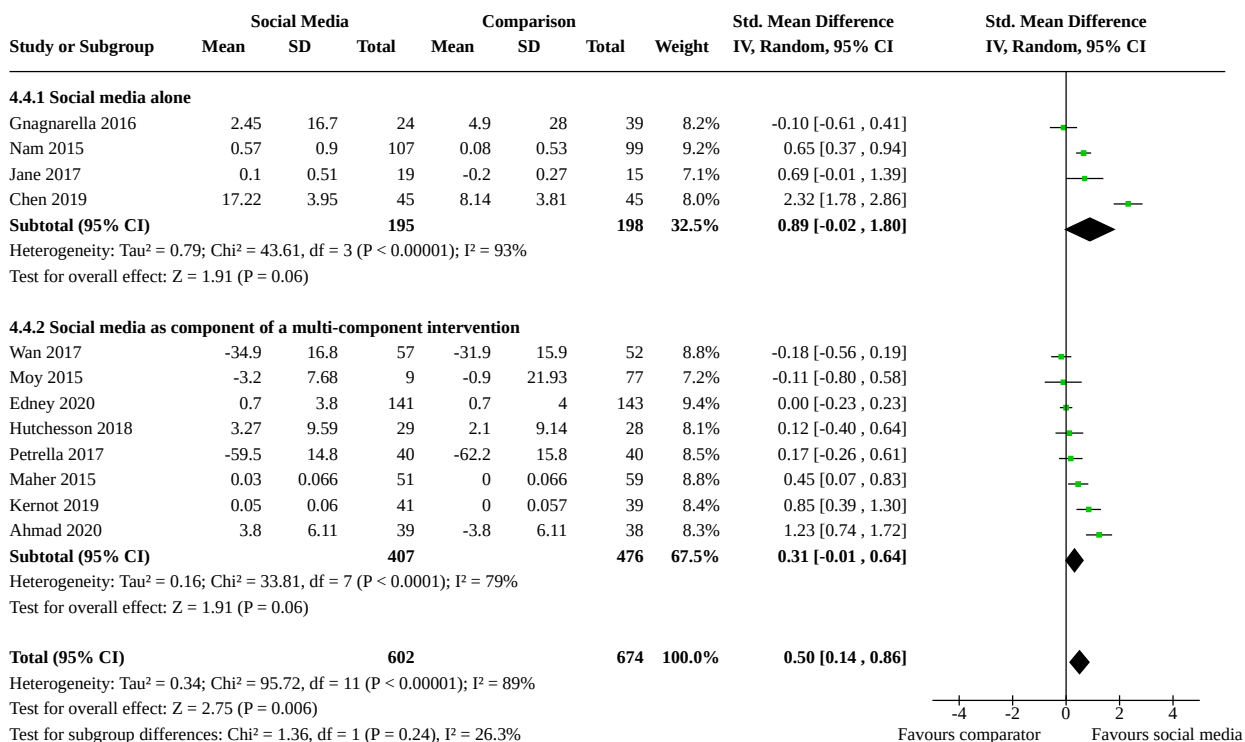 Social Media Comparison Std. Mean Difference Std. Mean Difference
Study or Subgroup Mean SD Total Mean SD Total Weight IV, Random, 95% CI IV, Random, 95% CI
4.4.1 Social media alone
Gnagnarella 2016 2.45 16.7 24 4.9 28 39 8.2% -0.10 [-0.61 , 0.41]
Nam 2015 0.57 0.9 107 0.08 0.53 99 9.2% 0.65 [0.37 , 0.94]
Jane 2017 0.1 0.51 19 -0.2 0.27 15 7.1% 0.69 [-0.01 , 1.39]
Chen 2019 17.22 3.95 45 8.14 3.81 45 8.0% 2.32 [1.78 , 2.86]
Subtotal (95% CI) 195 198 32.5% 0.89 [-0.02 , 1.80]
Heterogeneity: Tau² = 0.79; Chi² = 43.61, df = 3 (P < 0.00001); I² = 93%
Test for overall effect: Z = 1.91 (P = 0.06)
4.4.2 Social media as component of a multi-component intervention
Wan 2017 -34.9 16.8 57 -31.9 15.9 52 8.8% -0.18 [-0.56 , 0.19]
Moy 2015 -3.2 7.68 9 -0.9 21.93 77 7.2% -0.11 [-0.80 , 0.58]
Edney 2020 0.7 3.8 141 0.7 4 143 9.4% 0.00 [-0.23 , 0.23]
Hutchesson 2018 3.27 9.59 29 2.1 9.14 28 8.1% 0.12 [-0.40 , 0.64]
Petrella 2017 -59.5 14.8 40 -62.2 15.8 40 8.5% 0.17 [-0.26 , 0.61]
Maher 2015 0.03 0.066 51 0 0.066 59 8.8% 0.45 [0.07 , 0.83]
Kernot 2019 0.05 0.06 41 0 0.057 39 8.4% 0.85 [0.39 , 1.30]
Ahmad 2020 3.8 6.11 39 -3.8 6.11 38 8.3% 1.23 [0.74 , 1.72]
Subtotal (95% CI) 407 476 67.5% 0.31 [-0.01 , 0.64]
Heterogeneity: Tau² = 0.16; Chi² = 33.81, df = 7 (P < 0.0001); I² = 79%
Test for overall effect: Z = 1.91 (P = 0.06)
Total (95% CI) 602 674 100.0% 0.50 [0.14 , 0.86]
Heterogeneity: Tau² = 0.34; Chi² = 95.72, df = 11 (P < 0.00001); I² = 89%
Test for overall effect: Z = 2.75 (P = 0.006)
-4 -2 0 2 4
Test for subgroup differences: Chi² = 1.36, df = 1 (P = 0.24), I² = 26.3%
Favours comparator Favours social media